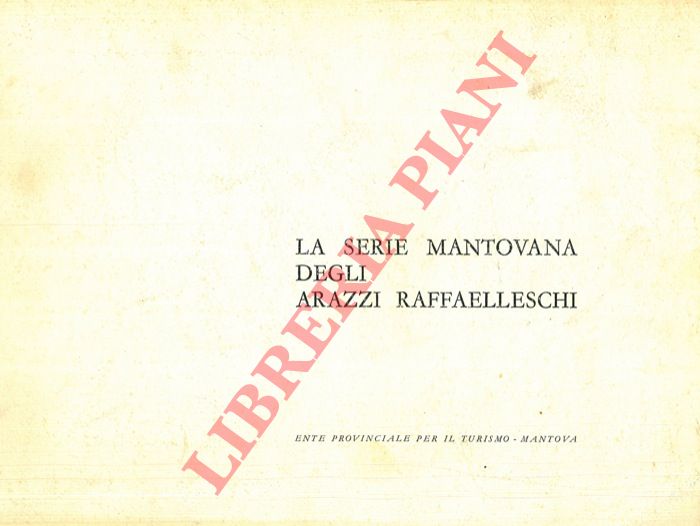 LA SERIE MANTOVANA
DEGLI
ARAZZI RAFFAELLESCHI
ENTE PROVINCIALE PER IL TURISMO - MANTOVA
LIBRERIA PIANI